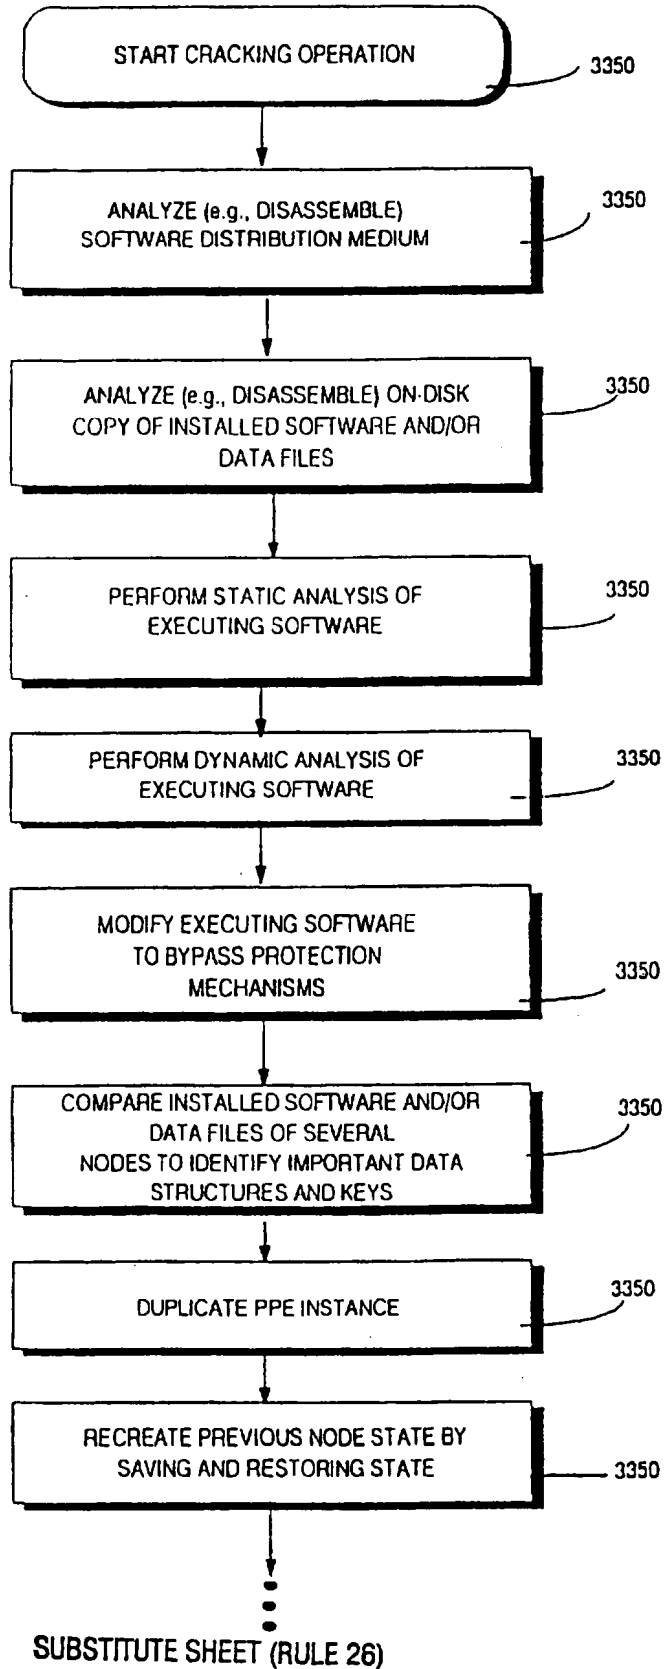 START CRACKING OPERATION
3350
ANALYZE (e.g., DISASSEMBLE)
SOFTWARE DISTRIBUTION MEDIUM
3350
ANALYZE (e.g., DISASSEMBLE) ON-DISK
COPY OF INSTALLED SOFTWARE AND/OR
DATA FILES
3350
PERFORM STATIC ANALYSIS OF
EXECUTING SOFTWARE
3350
PERFORM DYNAMIC ANALYSIS OF
EXECUTING SOFTWARE
3350
MODIFY EXECUTING SOFTWARE
TO BYPASS PROTECTION
MECHANISMS
3350
COMPARE INSTALLED SOFTWARE AND/OR
DATA FILES OF SEVERAL
NODES TO IDENTIFY IMPORTANT DATA
STRUCTURES AND KEYS
3350
DUPLICATE PPE INSTANCE
3350
RECREATE PREVIOUS NODE STATE BY
SAVING AND RESTORING STATE
3350
SUBSTITUTE SHEET (RULE 26)